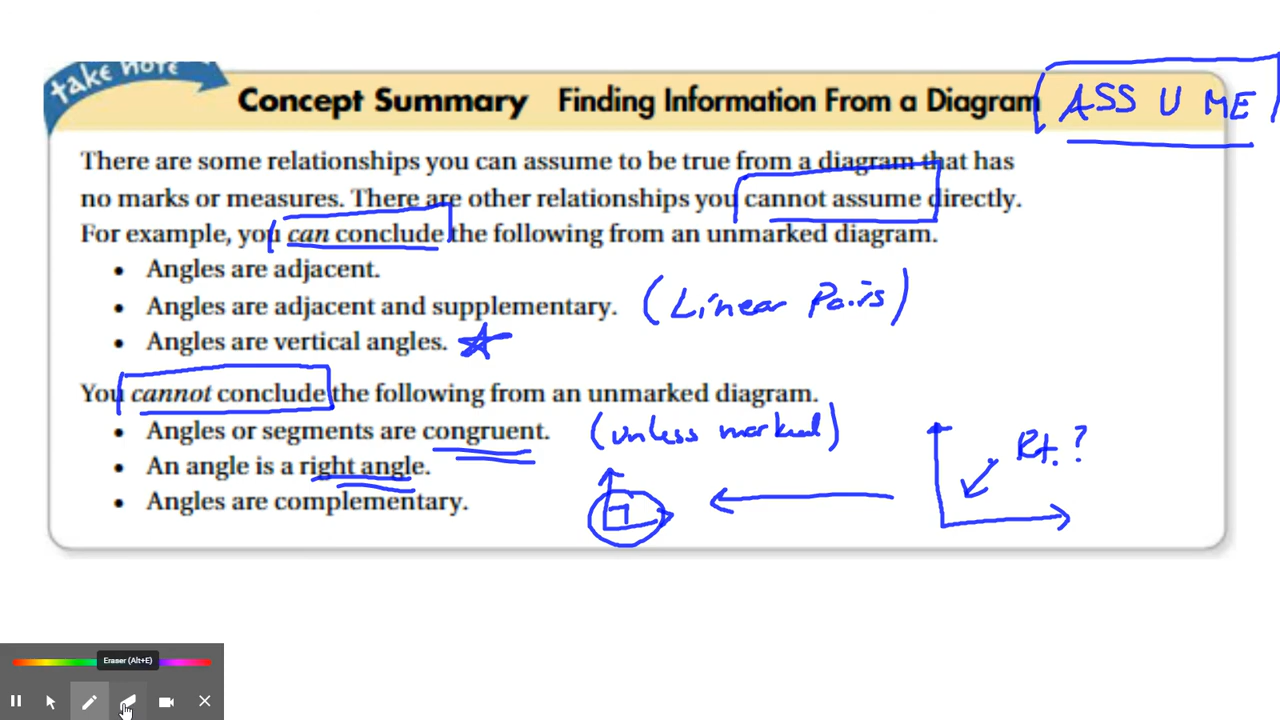 take note
Concept Summary Finding Information From a Diagram
ASS U ME
There are some relationships you can assume to be true from a diagram that has
no marks or measures. There are other relationships you cannot assume directly.
For example, you can conclude the following from an unmarked diagram.
• Angles are adjacent.
• Angles are adjacent and supplementary. (Linear Pairs)
• Angles are vertical angles.
You cannot conclude the following from an unmarked diagram.
• Angles or segments are congruent. (unless marked)
Rt.?
• An angle is a right angle.
• Angles are complementary.
Eraser (Alt+E)